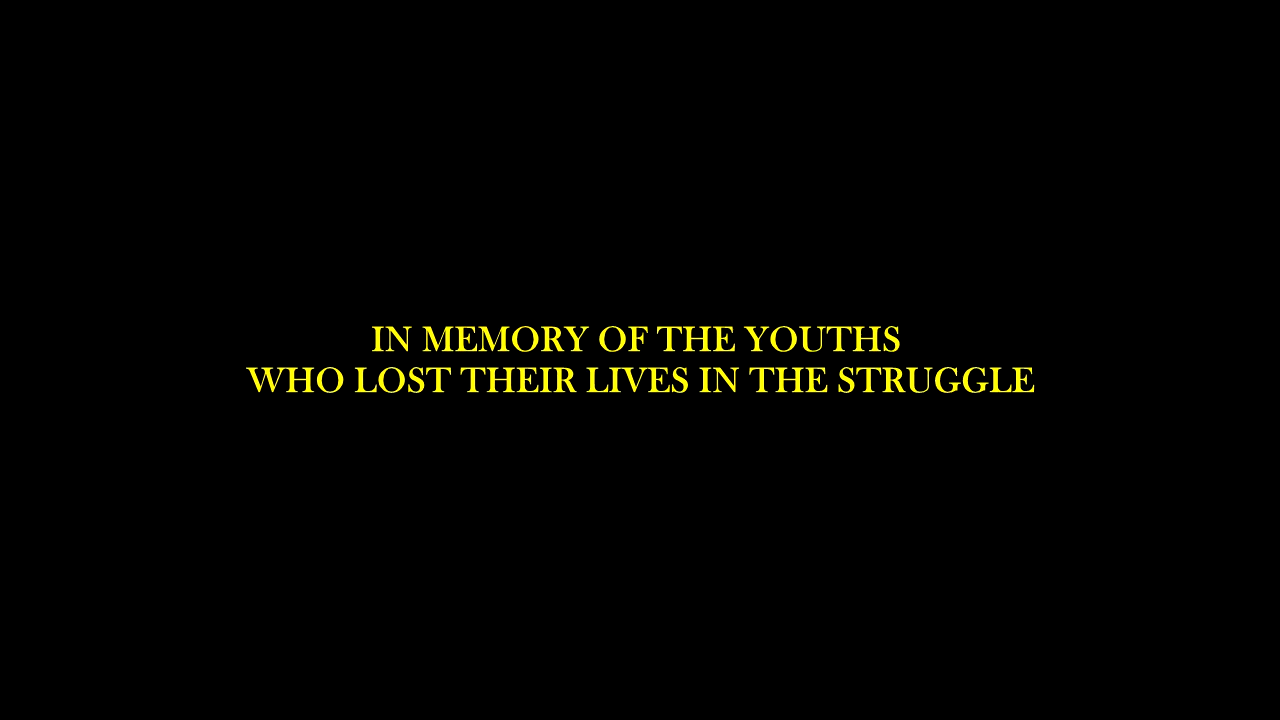 IN MEMORY OF THE YOUTHS
WHO LOST THEIR LIVES IN THE STRUGGLE